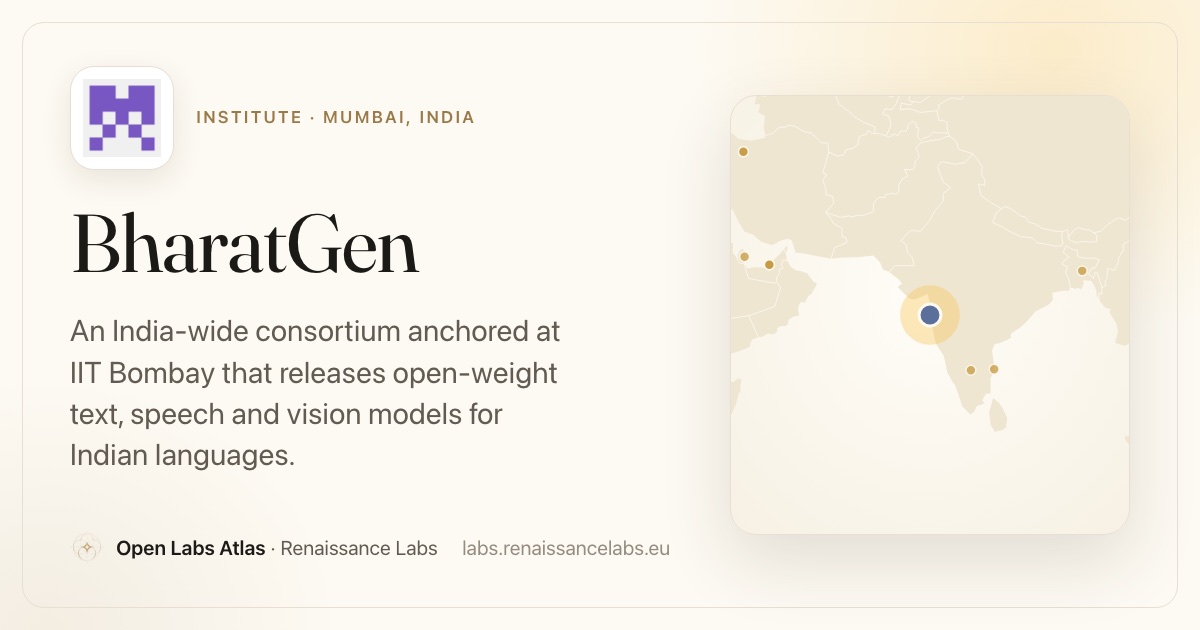 INSTITUTE · MUMBAI, INDIA
BharatGen
An India-wide consortium anchored at
IIT Bombay that releases open-weight
text, speech and vision models for
Indian languages.
Open Labs Atlas · Renaissance Labs labs.renaissancelabs.eu